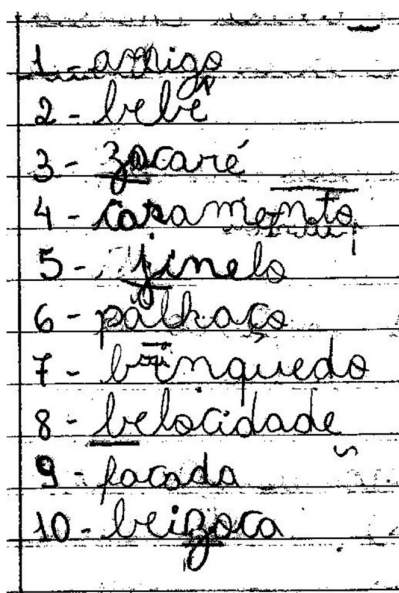 1 - amigo
2 - bebê
3 - zacaré
4 - casamento
5 - jinelo
6 - palhaço
7 - brinquedo
8 - belocidade
9 - facada
10 - beizoca